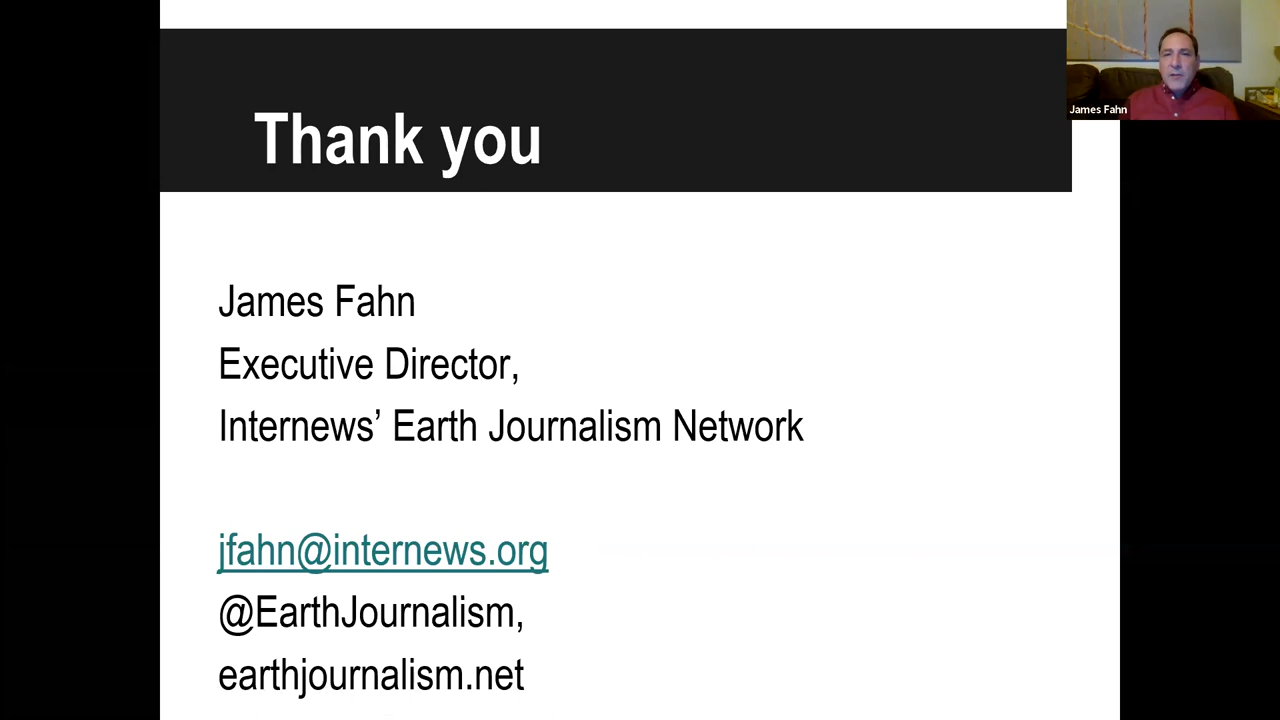 Thank you
James Fahn
James Fahn
Executive Director,
Internews’ Earth Journalism Network
jfahn@internews.org
@EarthJournalism,
earthjournalism.net